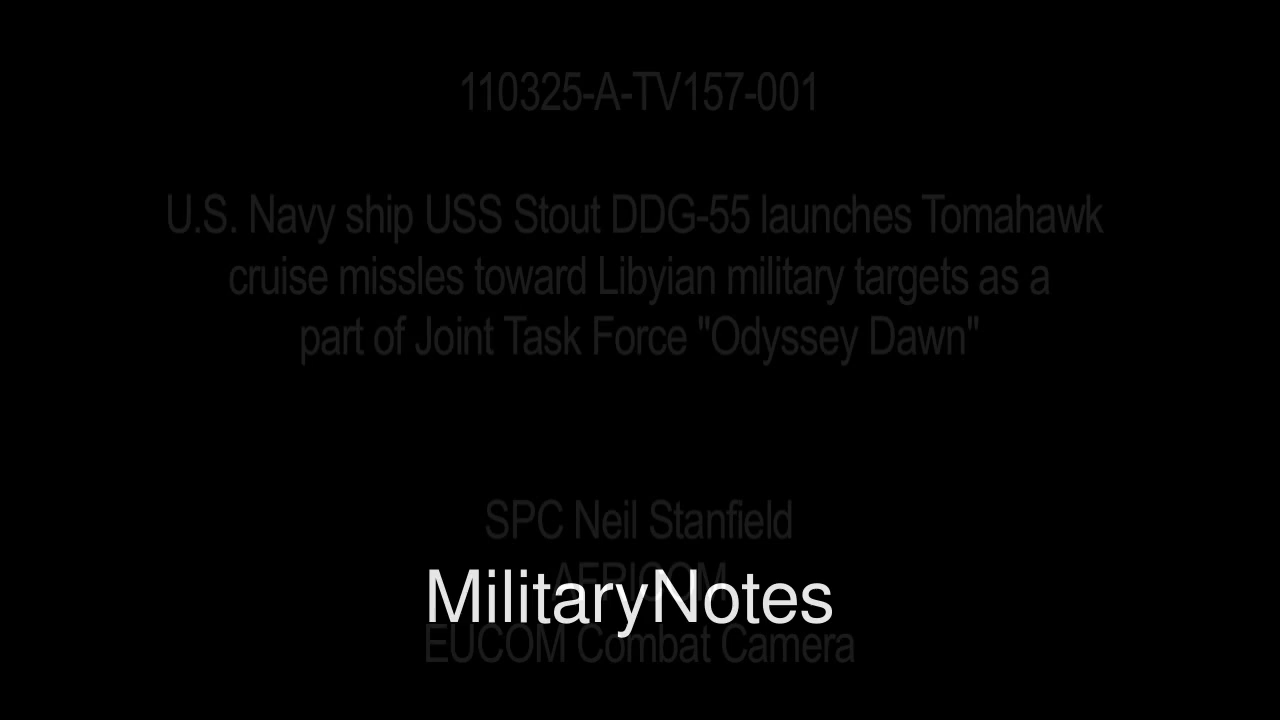 110325-A-TV157-001
U.S. Navy ship USS Stout DDG-55 launches Tomahawk
cruise missles toward Libyian military targets as a
part of Joint Task Force "Odyssey Dawn"
SPC Neil Stanfield
AFRICOM
MilitaryNotes
EUCOM Combat Camera